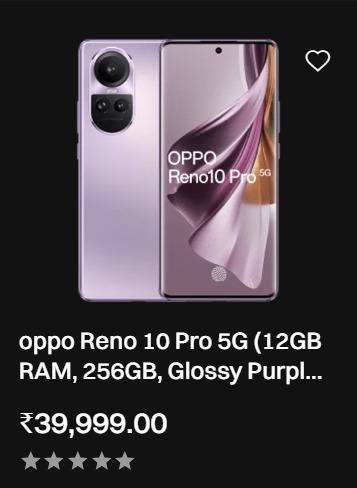 OPPO
Reno10 Pro 5G
oppo Reno 10 Pro 5G (12GB
RAM, 256GB, Glossy Purpl...
₹39,999.00